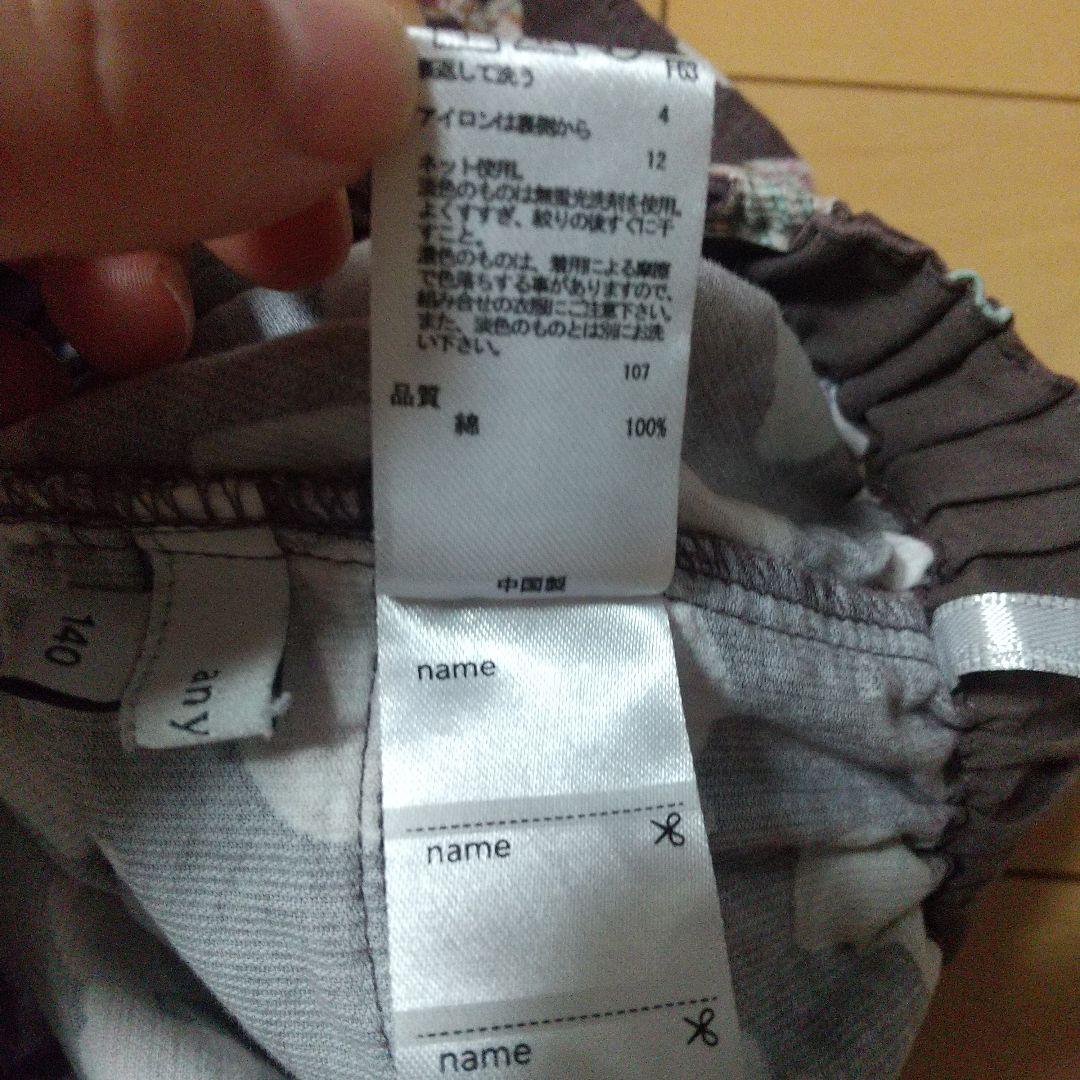 裏返して洗う 163
アイロンは裏側から 4
12
ネット使用。
淡色のものは無蛍光洗剤を使用。
よくすすぎ、絞りの後すぐに干
すこと。
濃色のものは、着用による摩擦
で色落ちする事がありますので、
組み合せの衣服にご注意下さい。
また、淡色のものとは別にお洗
い下さい。
107
品質
綿 100%
中国製
140
any
name
name
name